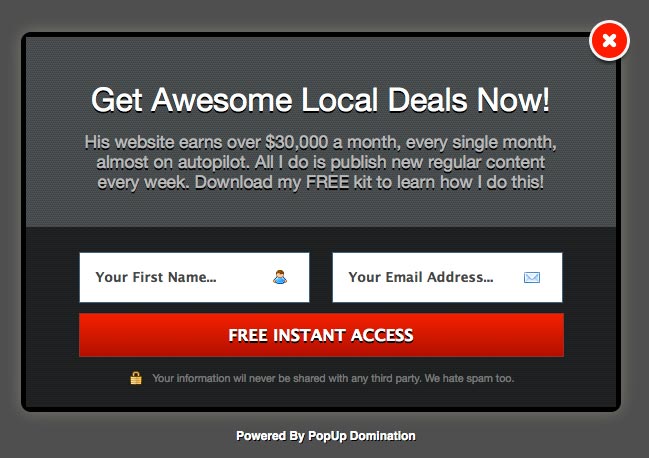 Get Awesome Local Deals Now!
His website earns over $30,000 a month, every single month,
almost on autopilot. All I do is publish new regular content
every week. Download my FREE kit to learn how I do this!
Your First Name... Your Email Address...
FREE INSTANT ACCESS
Your information wil never be shared with any third party. We hate spam too.
Powered By PopUp Domination